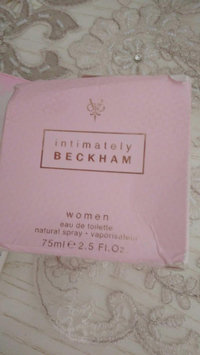 intimately
BECKHAM
women
eau de toilette
natural spray • vaporisateur
75ml ℮ 2.5 Fl.Oz